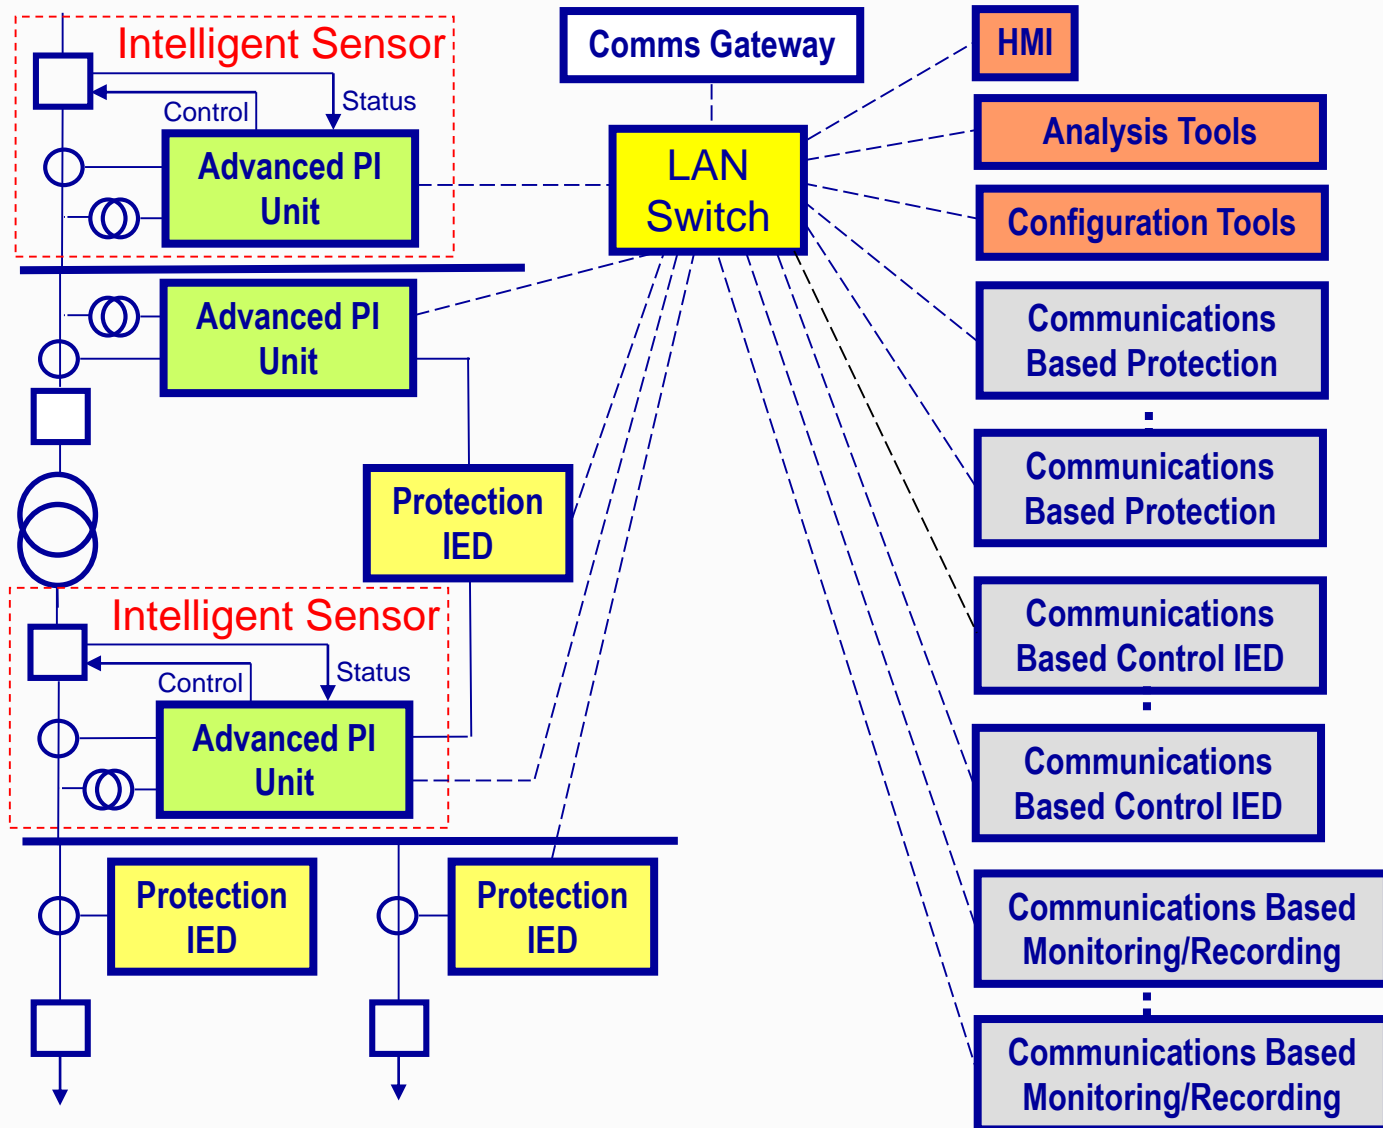 Intelligent Sensor
Control
Status
Advanced PI
Unit
Advanced PI
Unit
Protection
IED
Intelligent Sensor
Control
Status
Advanced PI
Unit
Protection
IED
Protection
IED
Comms Gateway
LAN
Switch
HMI
Analysis Tools
Configuration Tools
Communications
Based Protection
Communications
Based Protection
Communications
Based Control IED
Communications
Based Control IED
Communications Based
Monitoring/Recording
Communications Based
Monitoring/Recording